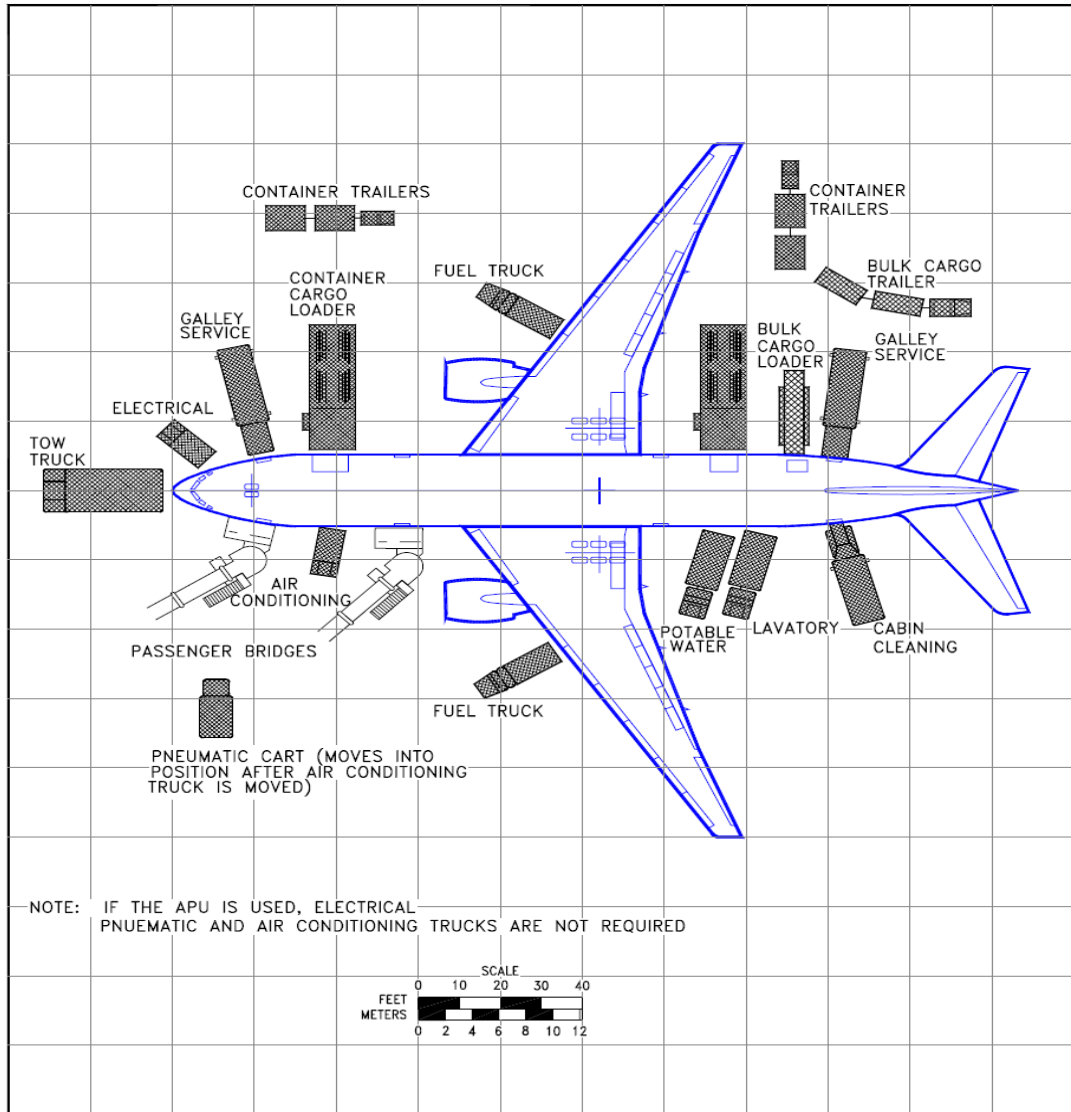 CONTAINER TRAILERS
CONTAINER
TRAILERS
FUEL TRUCK
BULK CARGO
TRAILER
CONTAINER
CARGO
LOADER
GALLEY
SERVICE
BULK
CARGO
LOADER
GALLEY
SERVICE
ELECTRICAL
TOW
TRUCK
AIR
CONDITIONING
PASSENGER BRIDGES
POTABLE
WATER
LAVATORY
CABIN
CLEANING
FUEL TRUCK
PNEUMATIC CART (MOVES INTO
POSITION AFTER AIR CONDITIONING
TRUCK IS MOVED)
NOTE: IF THE APU IS USED, ELECTRICAL
PNUEMATIC AND AIR CONDITIONING TRUCKS ARE NOT REQUIRED
SCALE
0 10 20 30 40
FEET
METERS
0 2 4 6 8 10 12